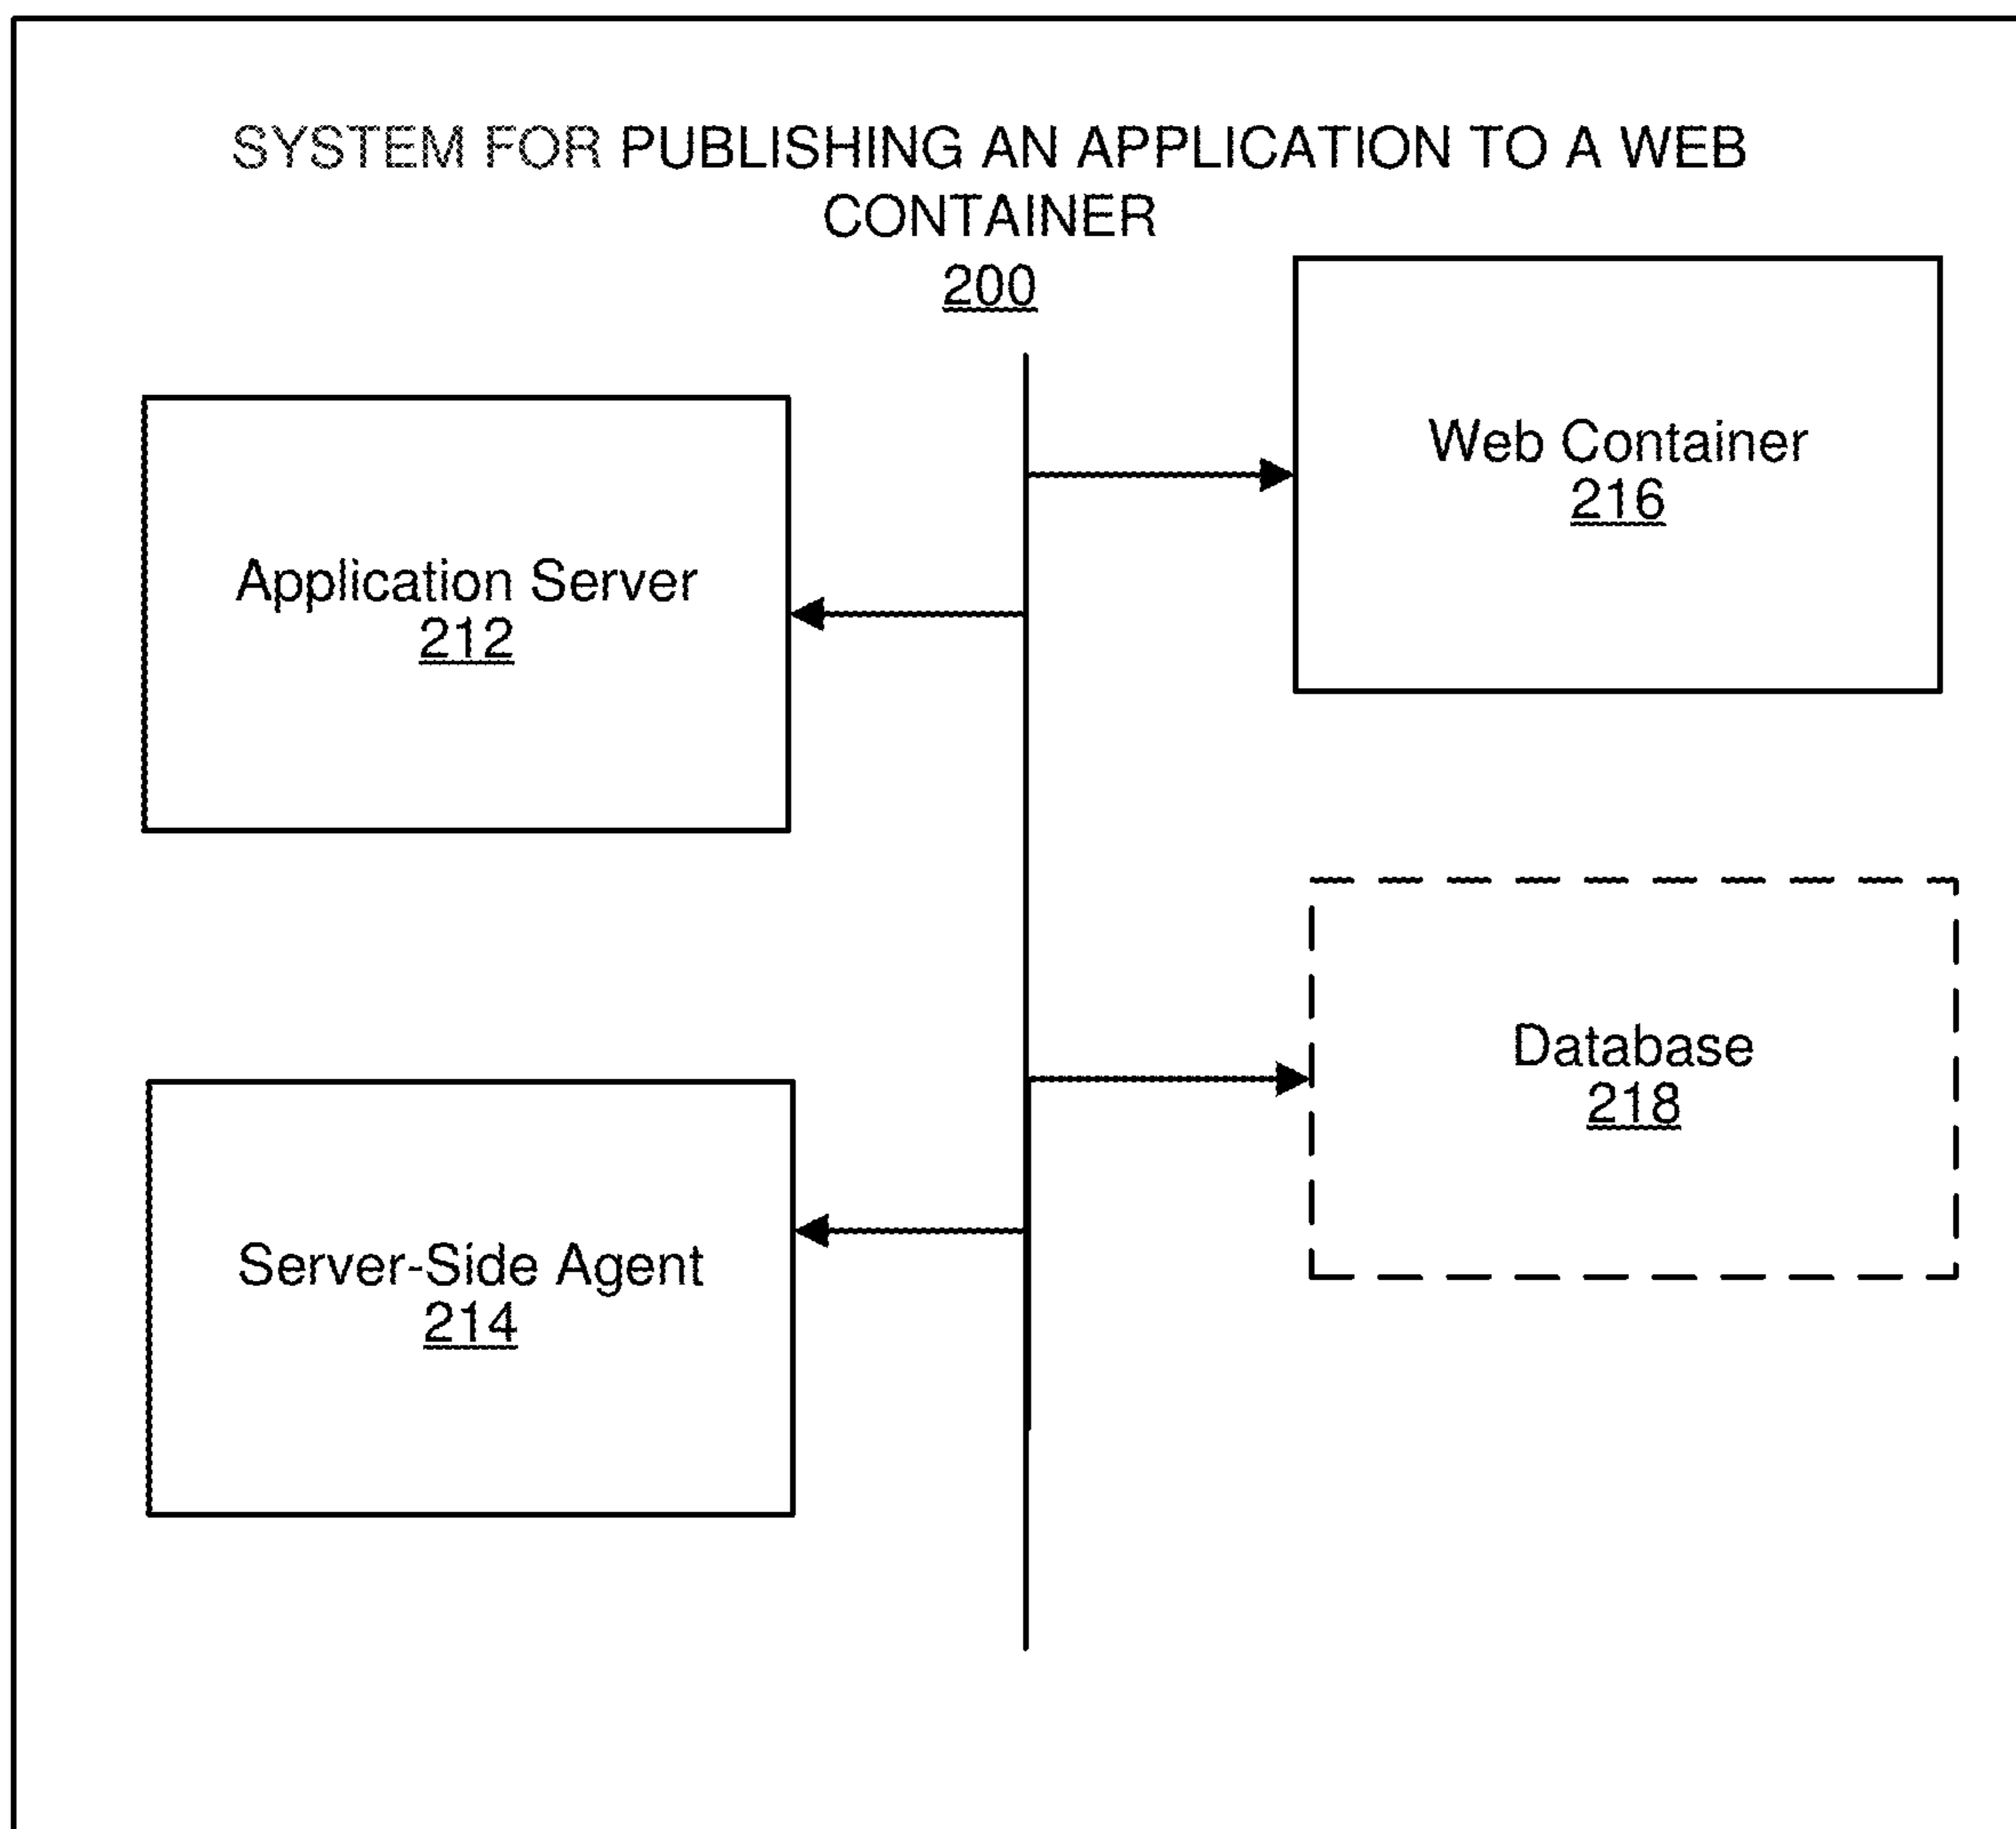 SYSTEM FOR PUBLISHING AN APPLICATION TO A WEB
CONTAINER
200
Web Container
216
Application Server
212
Database
218
Server-Side Agent
214